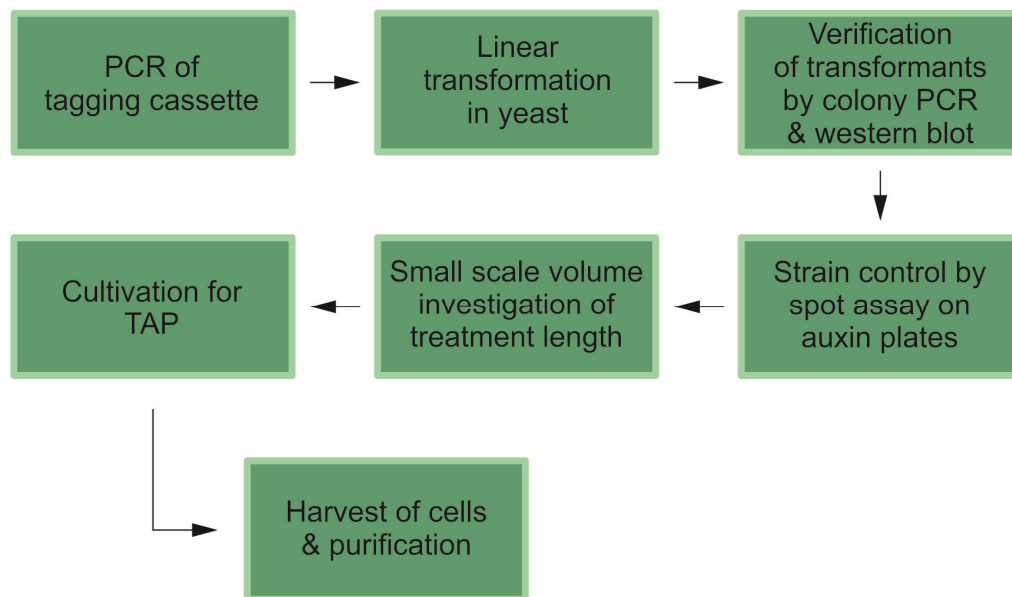 PCR of
tagging cassette
Linear
transformation
in yeast
Verification
of transformants
by colony PCR
& western blot
Strain control by
spot assay on
auxin plates
Small scale volume
investigation of
treatment length
Cultivation for
TAP
Harvest of cells
& purification